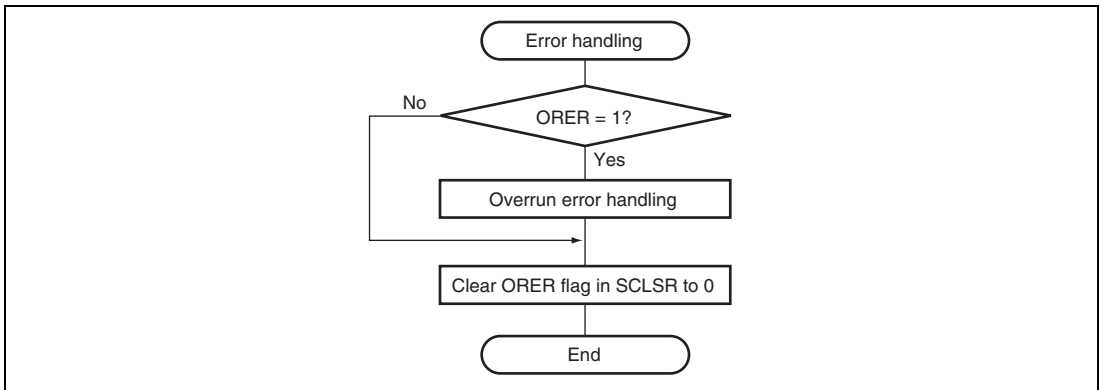 Error handling
No
ORER = 1?
Yes
Overrun error handling
Clear ORER flag in SCLSR to 0
End